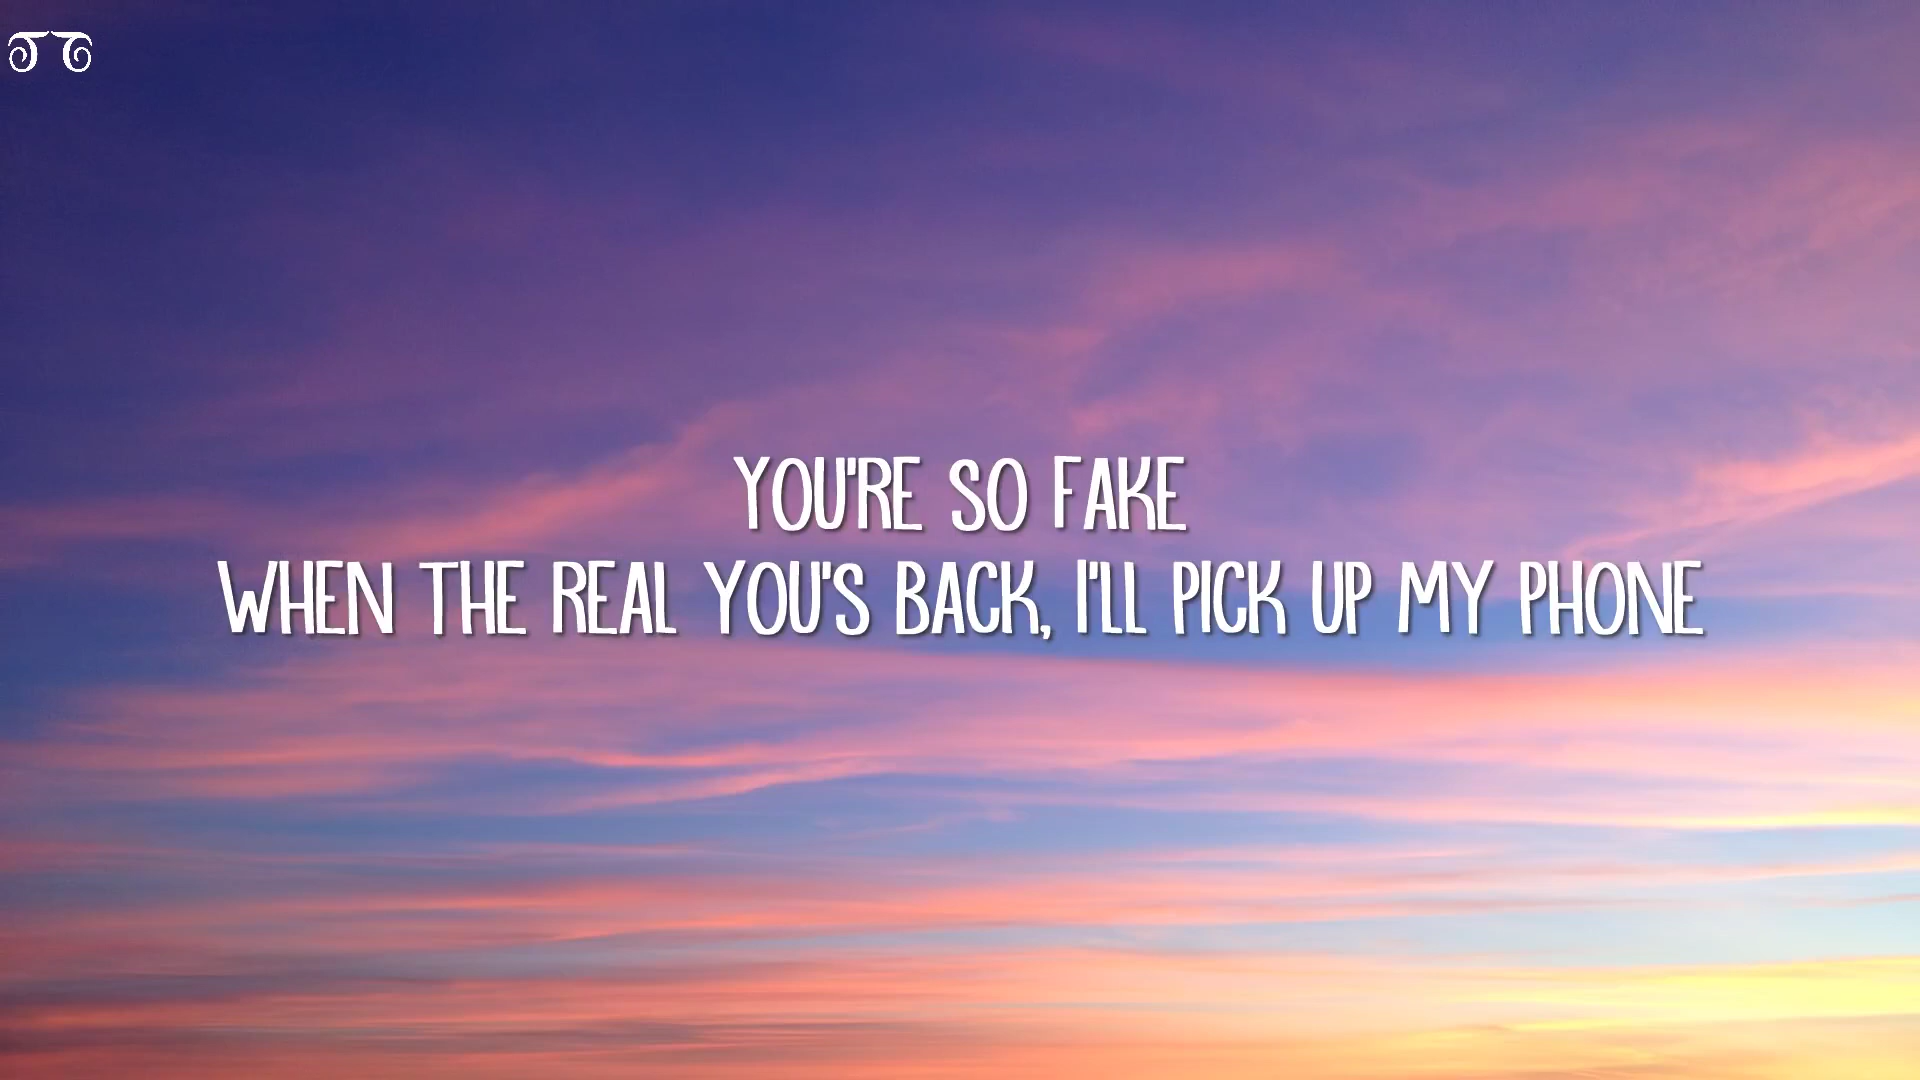 YOU'RE SO FAKE
WHEN THE REAL YOU'S BACK, I'LL PICK UP MY PHONE